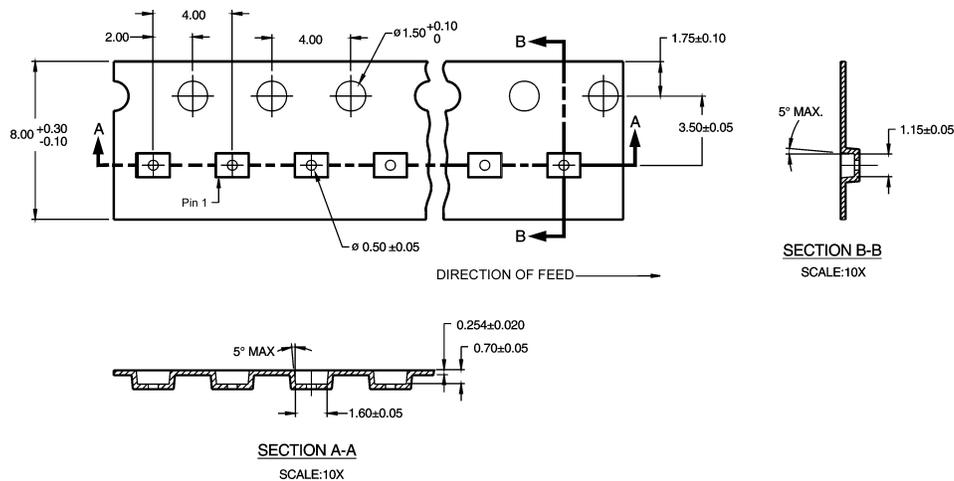 4.00
2.00
4.00
ø1.50 +0.10
0
B
1.75±0.10
8.00 +0.30
-0.10
A
A
3.50±0.05
5° MAX.
1.15±0.05
Pin 1
ø 0.50±0.05
B
SECTION B-B
SCALE:10X
DIRECTION OF FEED
0.254±0.020
5° MAX
0.70±0.05
1.60±0.05
SECTION A-A
SCALE:10X